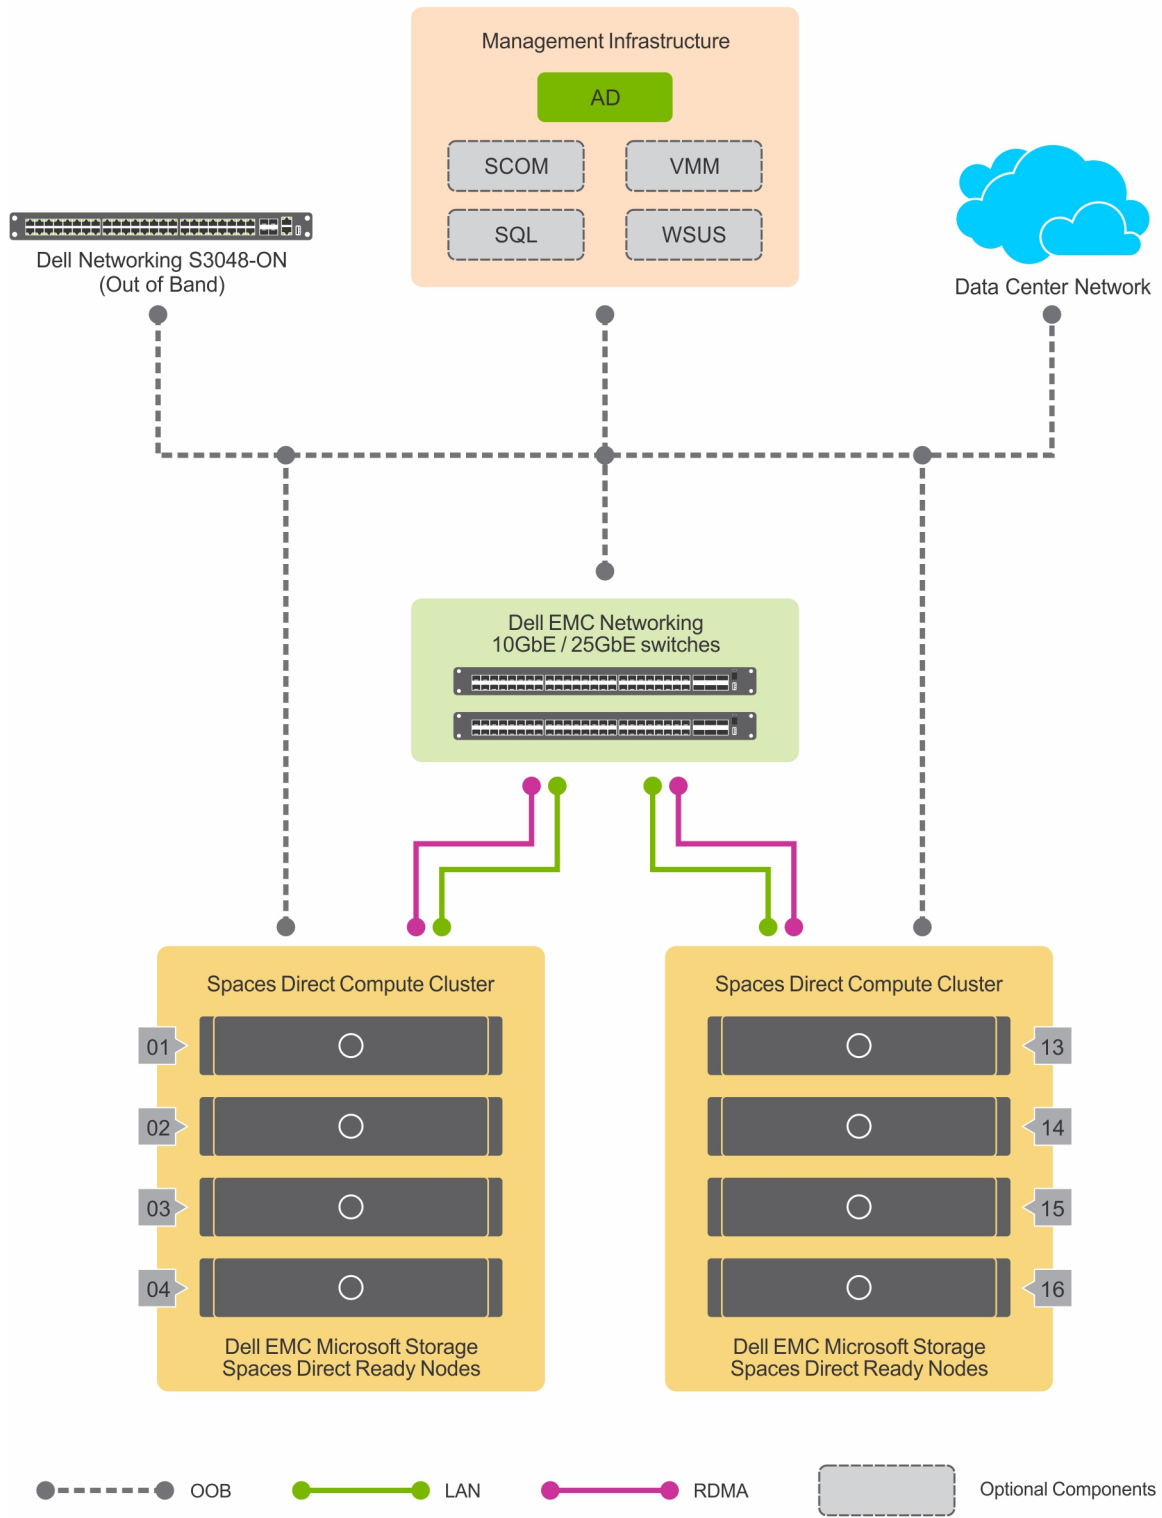 Management Infrastructure
AD
SCOM
VMM
SQL
WSUS
Dell Networking S3048-ON
(Out of Band)
Data Center Network
Dell EMC Networking
10GbE / 25GbE switches
Spaces Direct Compute Cluster
01
02
03
04
Dell EMC Microsoft Storage
Spaces Direct Ready Nodes
Spaces Direct Compute Cluster
13
14
15
16
Dell EMC Microsoft Storage
Spaces Direct Ready Nodes
OOB
LAN
RDMA
Optional Components